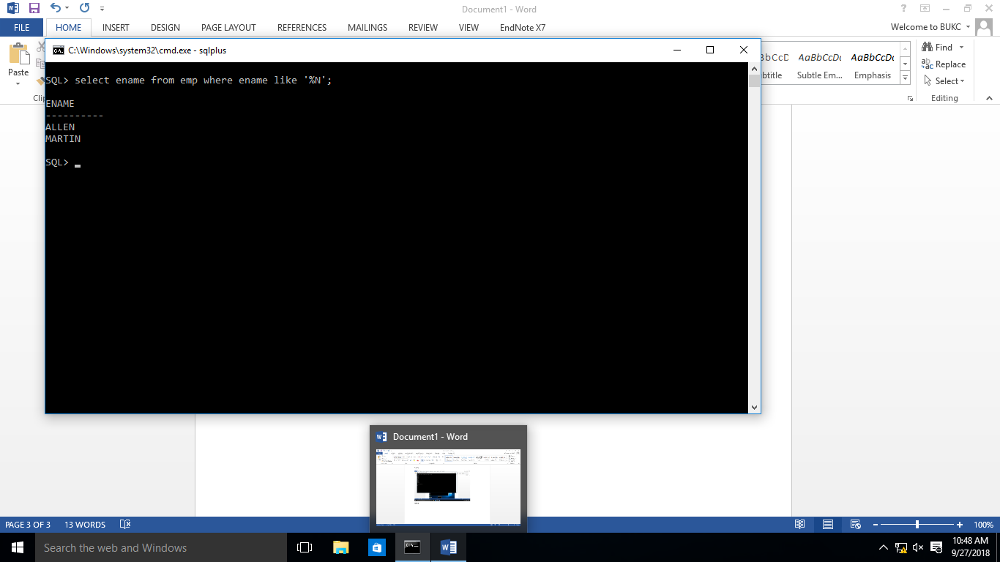 Document1 - Word
FILE HOME INSERT DESIGN PAGE LAYOUT REFERENCES MAILINGS REVIEW VIEW EndNote X7 Welcome to BUKC
C:\Windows\system32\cmd.exe - sqlplus
Paste
AaBbCcDc AaBbCcDc
Subtle Em... Emphasis
Find
Replace
Select
Editing
SQL> select ename from emp where ename like '%N';
ENAME
----------
ALLEN
MARTIN
SQL>
Document1 - Word
PAGE 3 OF 3 13 WORDS 100%
Search the web and Windows
10:48 AM
9/27/2018